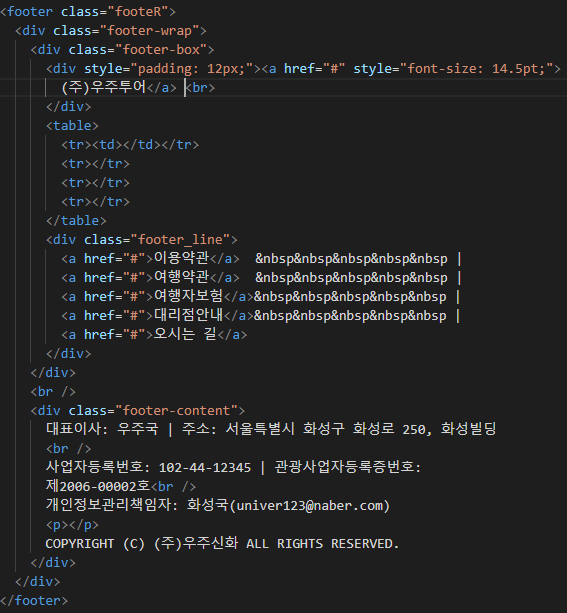 <footer class="footeR">
<div class="footer-wrap">
<div class="footer-box">
<div style="padding: 12px;"><a href="#" style="font-size: 14.5pt;">
(주)우주투어</a> <br>
</div>
<table>
<tr><td></td></tr>
<tr></tr>
<tr></tr>
<tr></tr>
</table>
<div class="footer_line">
<a href="#">이용약관</a>  &nbsp&nbsp&nbsp&nbsp&nbsp |
<a href="#">여행약관</a>  &nbsp&nbsp&nbsp&nbsp&nbsp |
<a href="#">여행자보험</a>&nbsp&nbsp&nbsp&nbsp&nbsp |
<a href="#">대리점안내</a>&nbsp&nbsp&nbsp&nbsp&nbsp |
<a href="#">오시는 길</a>
</div>
</div>
<br />
<div class="footer-content">
대표이사: 우주국 | 주소: 서울특별시 화성구 화성로 250, 화성빌딩
<br />
사업자등록번호: 102-44-12345 | 관광사업자등록증번호:
제2006-00002호<br />
개인정보관리책임자: 화성국(univer123@naber.com)
<p></p>
COPYRIGHT (C) (주)우주신화 ALL RIGHTS RESERVED.
</div>
</div>
</footer>